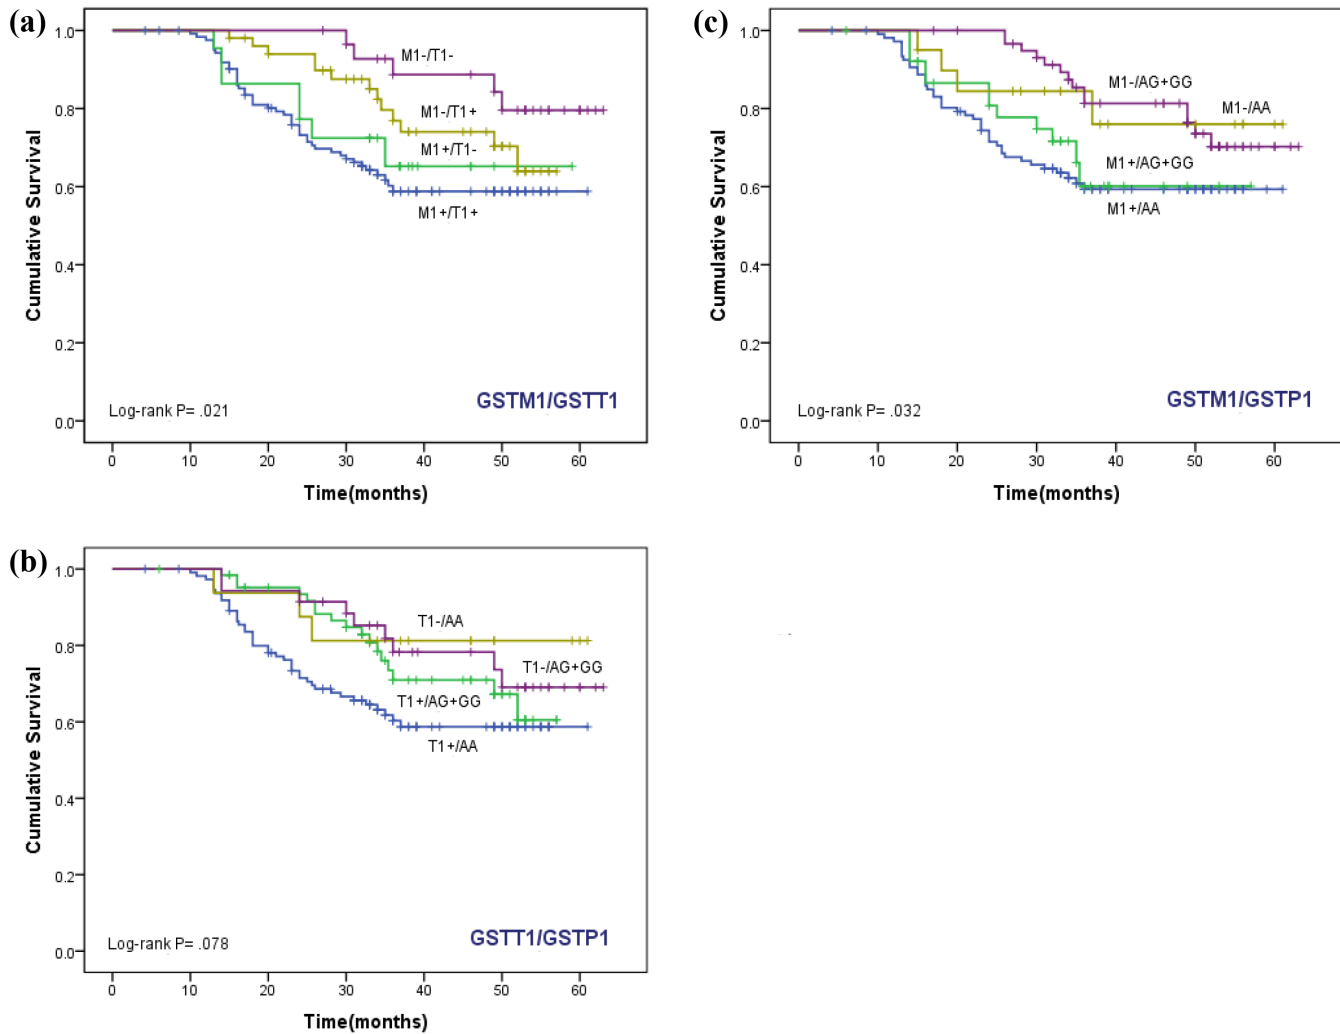 (a)
1.0
0.8
0.6
0.4
0.2
0.0
Cumulative Survival
M1-/T1-
M1-/T1+
M1+/T1-
M1+/T1+
Log-rank P= .021
GSTM1/GSTT1
0 10 20 30 40 50 60
Time(months)
(c)
1.0
0.8
0.6
0.4
0.2
0.0
Cumulative Survival
M1-/AG+GG
M1-/AA
M1+/AG+GG
M1+/AA
Log-rank P= .032
GSTM1/GSTP1
0 10 20 30 40 50 60
Time(months)
(b)
1.0
0.8
0.6
0.4
0.2
0.0
Cumulative Survival
T1-/AA
T1-/AG+GG
T1+/AG+GG
T1+/AA
Log-rank P= .078
GSTT1/GSTP1
0 10 20 30 40 50 60
Time(months)